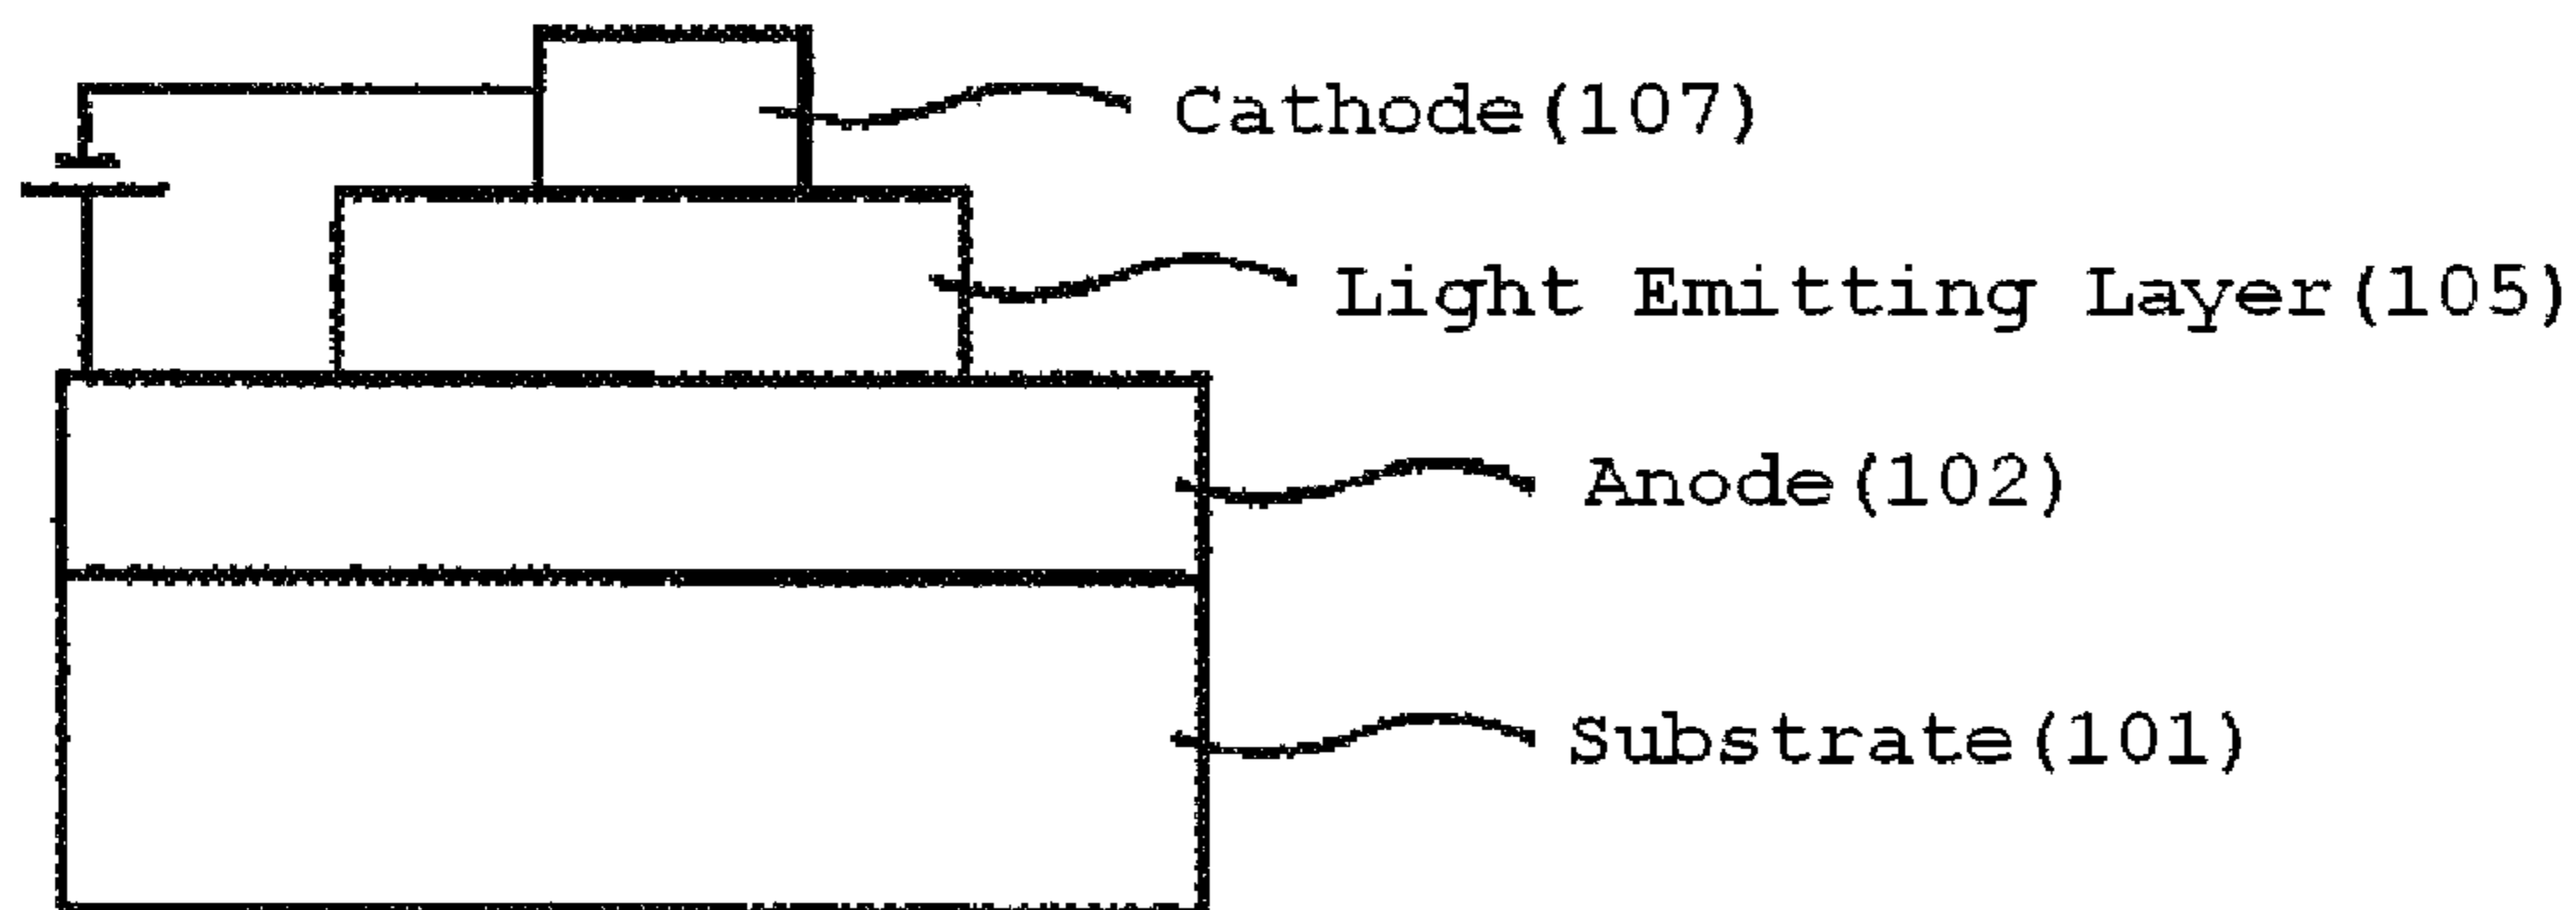 Cathode(107)
Light Emitting Layer(105)
Anode(102)
Substrate(101)